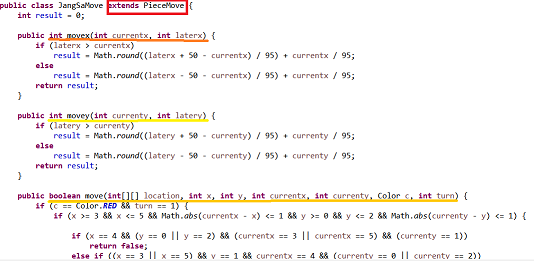 public class JangSaMove extends PieceMove {
int result = 0;
public int movex(int currentx, int laterx) {
if (laterx > currentx)
result = Math.round((laterx + 50 - currentx) / 95) + currentx / 95;
else
result = Math.round((laterx - 50 - currentx) / 95) + currentx / 95;
return result;
}
public int movey(int currenty, int latery) {
if (latery > currenty)
result = Math.round((latery + 50 - currenty) / 95) + currenty / 95;
else
result = Math.round((latery - 50 - currenty) / 95) + currenty / 95;
return result;
}
public boolean move(int[][] location, int x, int y, int currentx, int currenty, Color c, int turn) {
if (c == Color.RED && turn == 1) {
if (x >= 3 && x <= 5 && Math.abs(currentx - x) <= 1 && y >= 0 && y <= 2 && Math.abs(currenty - y) <= 1) {
if (x == 4 && (y == 0 || y == 2) && (currentx == 3 || currentx == 5) && (currenty == 1))
return false;
else if ((x == 3 || x == 5) && y == 1 && currentx == 4 && (currenty == 0 || currenty == 2))